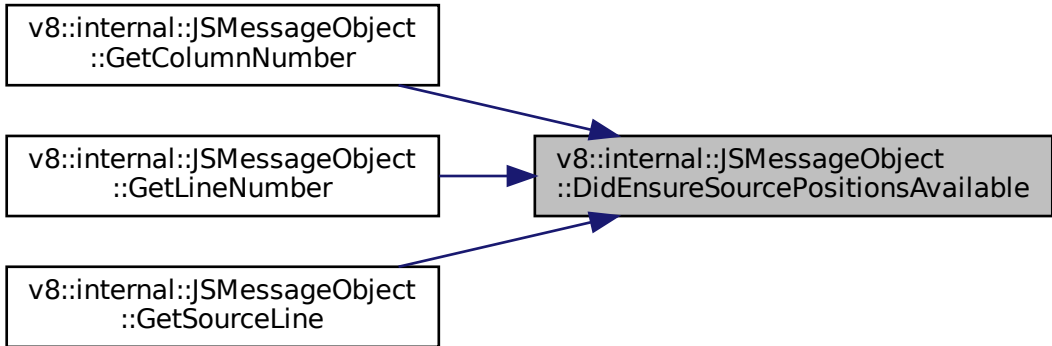 v8::internal::JSMessageObject
::GetColumnNumber
v8::internal::JSMessageObject
::GetLineNumber
v8::internal::JSMessageObject
::DidEnsureSourcePositionsAvailable
v8::internal::JSMessageObject
::GetSourceLine